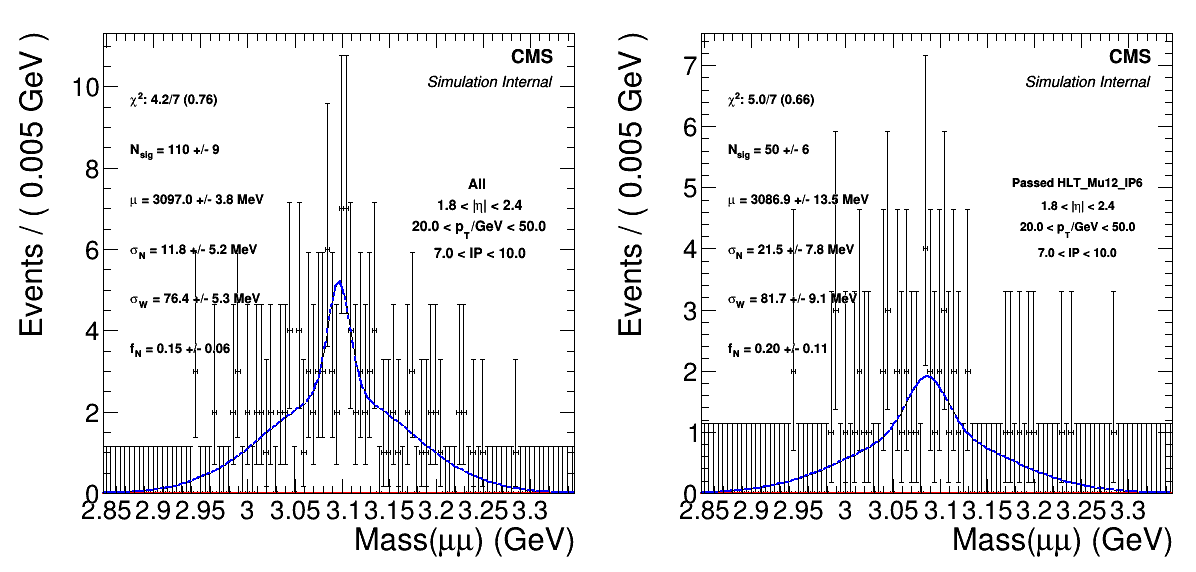 CMS
Simulation Internal
χ²: 4.2/7 (0.76)
N_sig = 110 +/- 9
μ = 3097.0 +/- 3.8 MeV
σ_N = 11.8 +/- 5.2 MeV
σ_W = 76.4 +/- 5.3 MeV
f_N = 0.15 +/- 0.06
All
1.8 < |η| < 2.4
20.0 < p_T/GeV < 50.0
7.0 < IP < 10.0
Events / ( 0.005 GeV )
10
8
6
4
2
0
2.85 2.9 2.95 3 3.05 3.1 3.15 3.2 3.25 3.3
Mass(μμ) (GeV)
CMS
Simulation Internal
χ²: 5.0/7 (0.66)
N_sig = 50 +/- 6
μ = 3086.9 +/- 13.5 MeV
σ_N = 21.5 +/- 7.8 MeV
σ_W = 81.7 +/- 9.1 MeV
f_N = 0.20 +/- 0.11
Passed HLT_Mu12_IP6
1.8 < |η| < 2.4
20.0 < p_T/GeV < 50.0
7.0 < IP < 10.0
Events / ( 0.005 GeV )
7
6
5
4
3
2
1
0
2.85 2.9 2.95 3 3.05 3.1 3.15 3.2 3.25 3.3
Mass(μμ) (GeV)